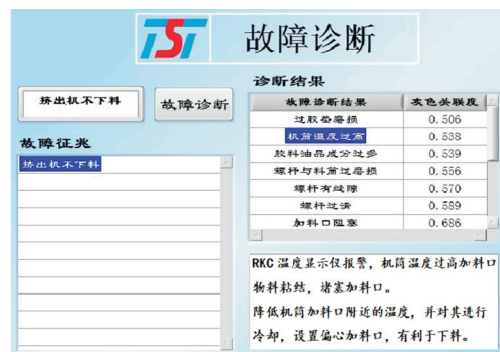 TST
故障诊断
挤出机不下料
故障诊断
故障征兆
挤出机不下料
诊断结果
故障诊断结果 灰色关联度
过胶垫磨损 0.506
机筒温度过高 0.538
胶料油品成分过多 0.539
螺杆与料筒过磨损 0.556
螺杆有缝隙 0.570
螺杆过满 0.589
加料口阻塞 0.686
RKC温度显示仪报警，机筒温度过高加料口
物料粘结，堵塞加料口。
降低机筒加料口附近的温度，并对其进行
冷却，设置偏心加料口，有利于下料。